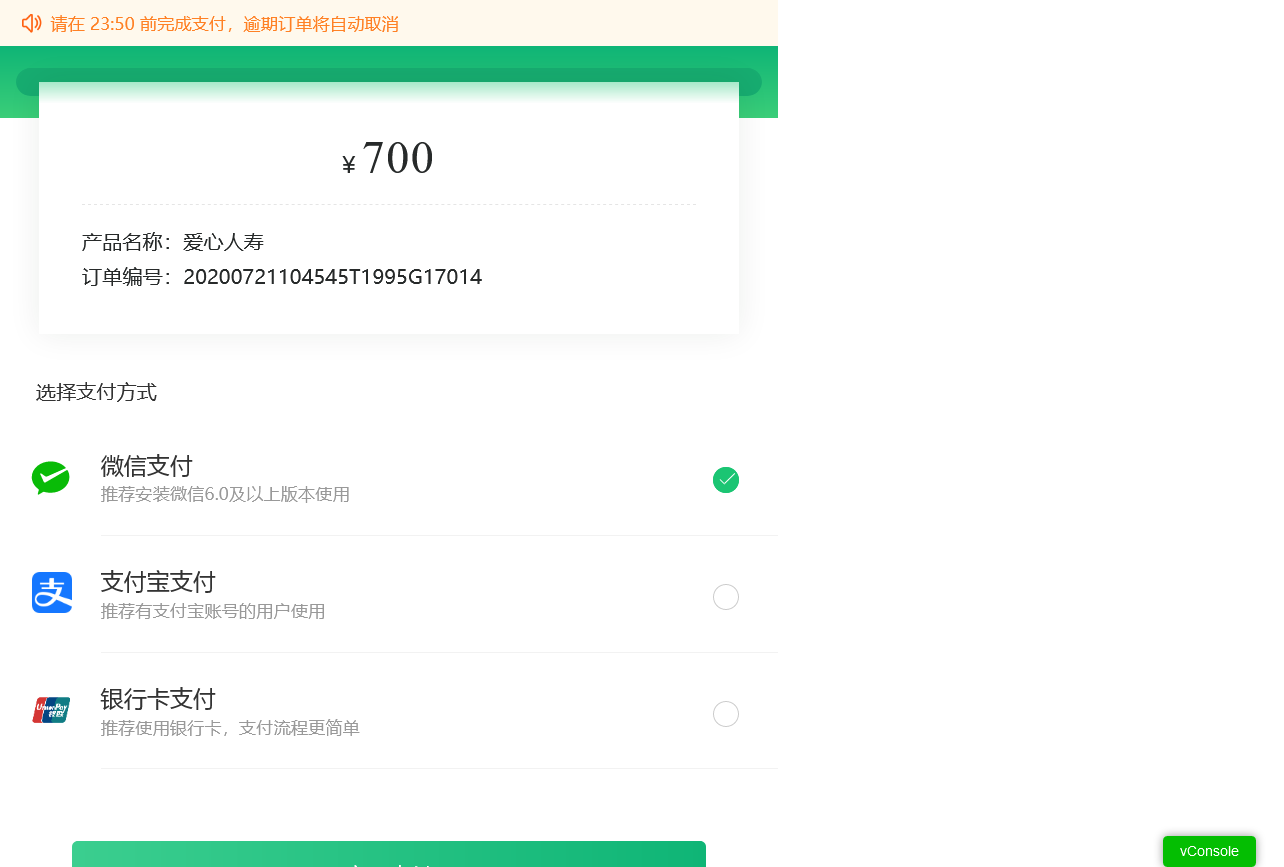 请在 23:50 前完成支付，逾期订单将自动取消
¥ 700
产品名称：爱心人寿
订单编号：20200721104545T1995G17014
选择支付方式
微信支付
推荐安装微信6.0及以上版本使用
支
支付宝支付
推荐有支付宝账号的用户使用
UnionPay
银联
银行卡支付
推荐使用银行卡，支付流程更简单
vConsole